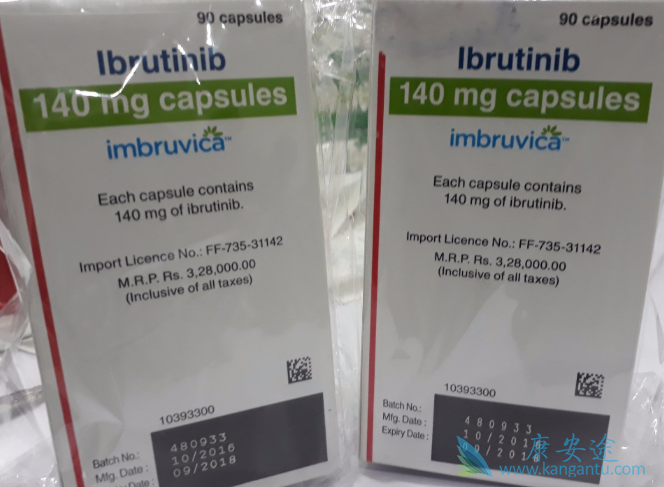 90 capsules
Ibrutinib
140 mg capsules
imbruvica™
Each capsule contains
140 mg of ibrutinib.
Import Licence No.: FF-735-31142
M.R.P. Rs. 3,28,000.00
(Inclusive of all taxes)
10393300
Batch No.: 480933
Mfg. Date : 10/2016
09/2018
90 capsules
Ibrutinib
140 mg capsules
imbruvica™
Each capsule contains
140 mg of ibrutinib.
Import Licence No.: FF-735-31142
M.R.P. Rs. 3,28,000.00
(Inclusive of all taxes)
10393300
Batch No.: 480933
Mfg. Date :
Expiry Date :
康安途
www.kangantu.com